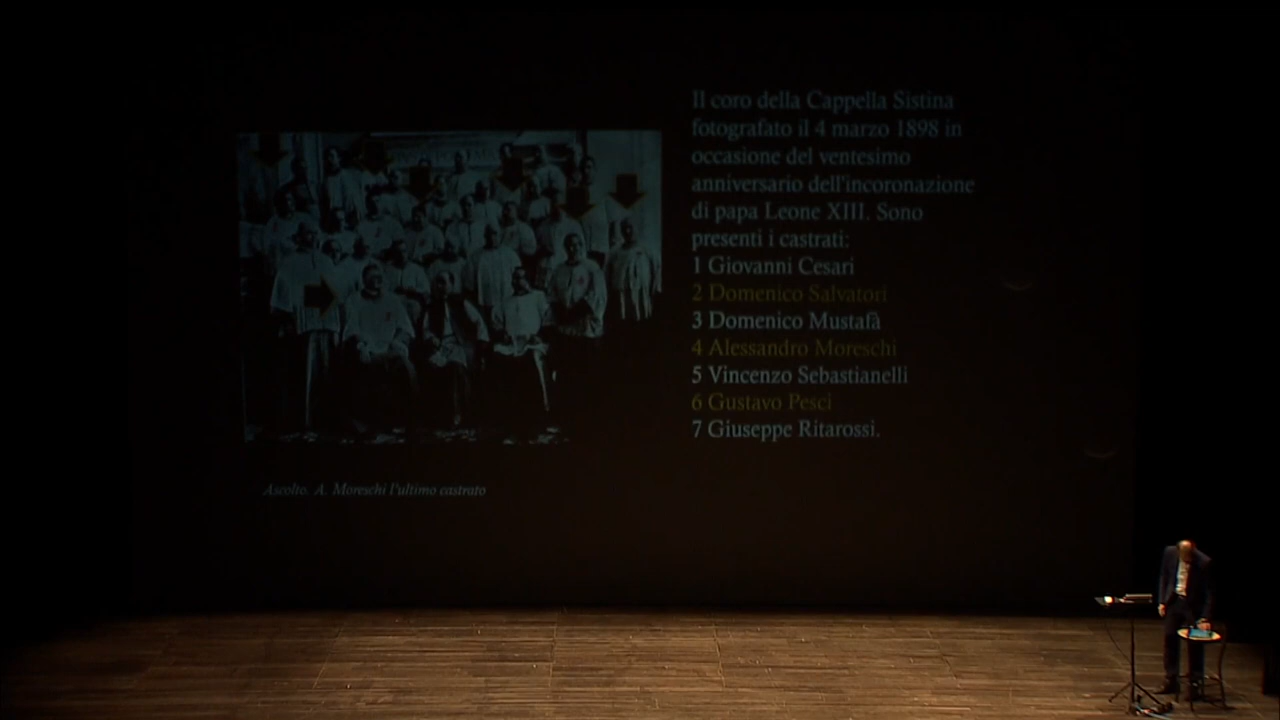 Il coro della Cappella Sistina
fotografato il 4 marzo 1898 in
occasione del ventesimo
anniversario dell'incoronazione
di papa Leone XIII. Sono
presenti i castrati:
1 Giovanni Cesari
2 Domenico Salvatori
3 Domenico Mustafà
4 Alessandro Moreschi
5 Vincenzo Sebastianelli
6 Gustavo Pesci
7 Giuseppe Ritarossi.
Ascolto. A. Moreschi l'ultimo castrato